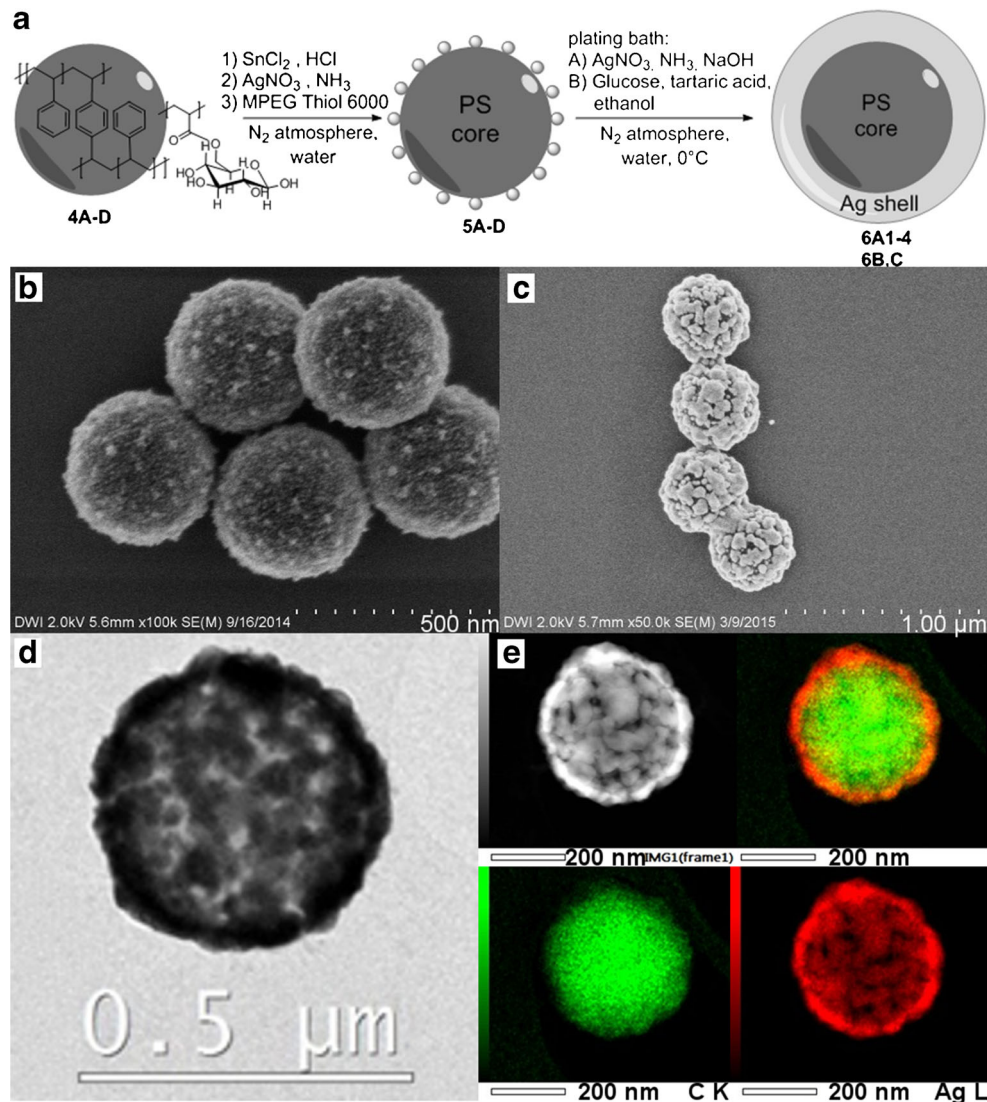 a
1) SnCl2 , HCl
2) AgNO3 , NH3
3) MPEG Thiol 6000
N2 atmosphere,
water
plating bath:
A) AgNO3, NH3, NaOH
B) Glucose, tartaric acid,
ethanol
N2 atmosphere,
water, 0°C
O
H
O
HO
HO
H
H
OH
H
O
OH
H
PS
core
PS
core
Ag shell
4A-D
5A-D
6A1-4
6B,C
b
DWI 2.0kV 5.6mm x100k SE(M) 9/16/2014
500 nm
c
DWI 2.0kV 5.7mm x50.0k SE(M) 3/9/2015
1.00 µm
d
0.5 µm
e
200 nm IMG1(frame1)
200 nm
200 nm C K
200 nm Ag L